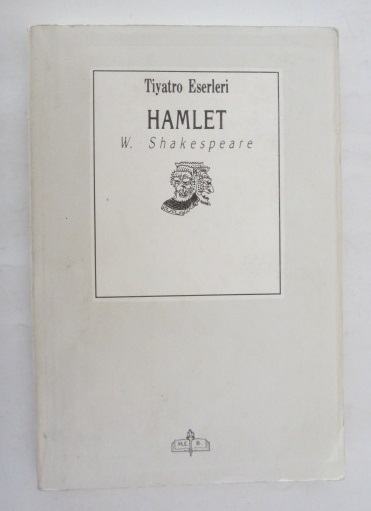 Tiyatro Eserleri
HAMLET
W. Shakespeare
M.E. B.